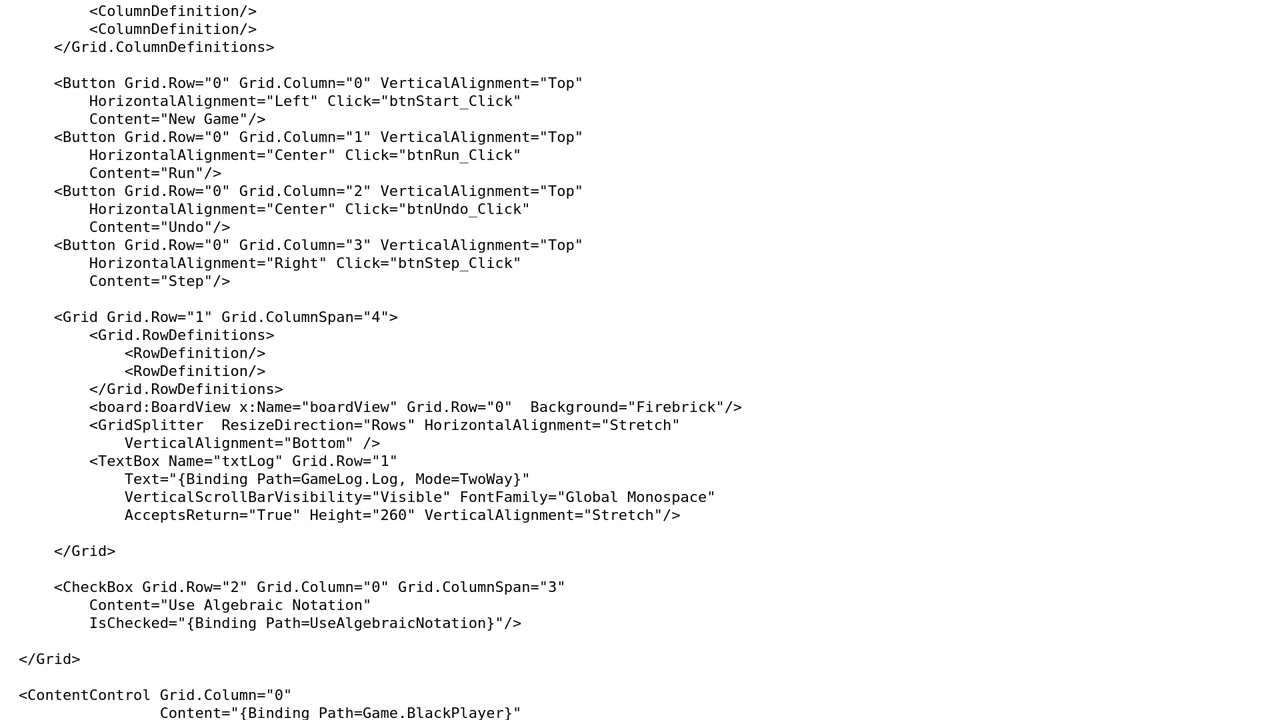 <ColumnDefinition/>
<ColumnDefinition/>
</Grid.ColumnDefinitions>
<Button Grid.Row="0" Grid.Column="0" VerticalAlignment="Top"
HorizontalAlignment="Left" Click="btnStart_Click"
Content="New Game"/>
<Button Grid.Row="0" Grid.Column="1" VerticalAlignment="Top"
HorizontalAlignment="Center" Click="btnRun_Click"
Content="Run"/>
<Button Grid.Row="0" Grid.Column="2" VerticalAlignment="Top"
HorizontalAlignment="Center" Click="btnUndo_Click"
Content="Undo"/>
<Button Grid.Row="0" Grid.Column="3" VerticalAlignment="Top"
HorizontalAlignment="Right" Click="btnStep_Click"
Content="Step"/>
<Grid Grid.Row="1" Grid.ColumnSpan="4">
<Grid.RowDefinitions>
<RowDefinition/>
<RowDefinition/>
</Grid.RowDefinitions>
<board:BoardView x:Name="boardView" Grid.Row="0"  Background="Firebrick"/>
<GridSplitter  ResizeDirection="Rows" HorizontalAlignment="Stretch"
VerticalAlignment="Bottom" />
<TextBox Name="txtLog" Grid.Row="1"
Text="{Binding Path=GameLog.Log, Mode=TwoWay}"
VerticalScrollBarVisibility="Visible" FontFamily="Global Monospace"
AcceptsReturn="True" Height="260" VerticalAlignment="Stretch"/>
</Grid>
<CheckBox Grid.Row="2" Grid.Column="0" Grid.ColumnSpan="3"
Content="Use Algebraic Notation"
IsChecked="{Binding Path=UseAlgebraicNotation}"/>
</Grid>
<ContentControl Grid.Column="0"
Content="{Binding Path=Game.BlackPlayer}"